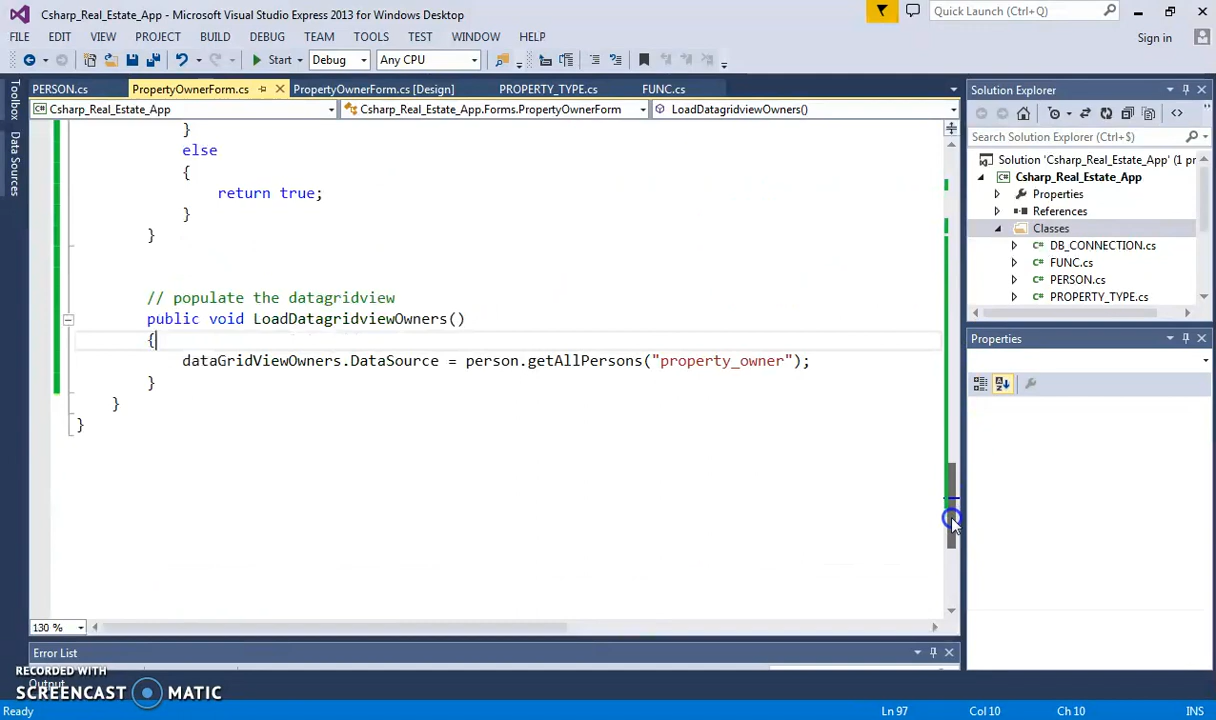 Csharp_Real_Estate_App - Microsoft Visual Studio Express 2013 for Windows Desktop
Quick Launch (Ctrl+Q)
FILE EDIT VIEW PROJECT BUILD DEBUG TEAM TOOLS TEST WINDOW HELP
Sign in
Start Debug Any CPU
Toolbox
Data Sources
PERSON.cs PropertyOwnerForm.cs PropertyOwnerForm.cs [Design] PROPERTY_TYPE.cs FUNC.cs
Csharp_Real_Estate_App Csharp_Real_Estate_App.Forms.PropertyOwnerForm LoadDatagridviewOwners()
}
else
{
return true;
}
}
// populate the datagridview
public void LoadDatagridviewOwners()
{
dataGridViewOwners.DataSource = person.getAllPersons("property_owner");
}
}
}
130 %
Error List
Output
RECORDED WITH
SCREENCAST MATIC
Ready Ln 97 Col 10 Ch 10 INS
Solution Explorer
Search Solution Explorer (Ctrl+$)
Solution 'Csharp_Real_Estate_App' (1 pr
Csharp_Real_Estate_App
Properties
References
Classes
DB_CONNECTION.cs
FUNC.cs
PERSON.cs
PROPERTY_TYPE.cs
Properties